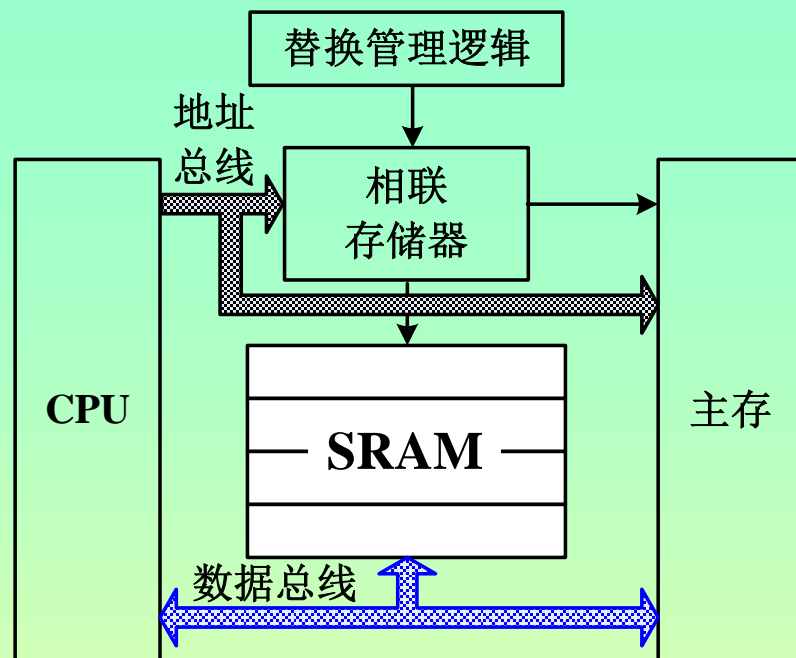 替换管理逻辑
地址
总线
相联
存储器
CPU
SRAM
主存
数据总线